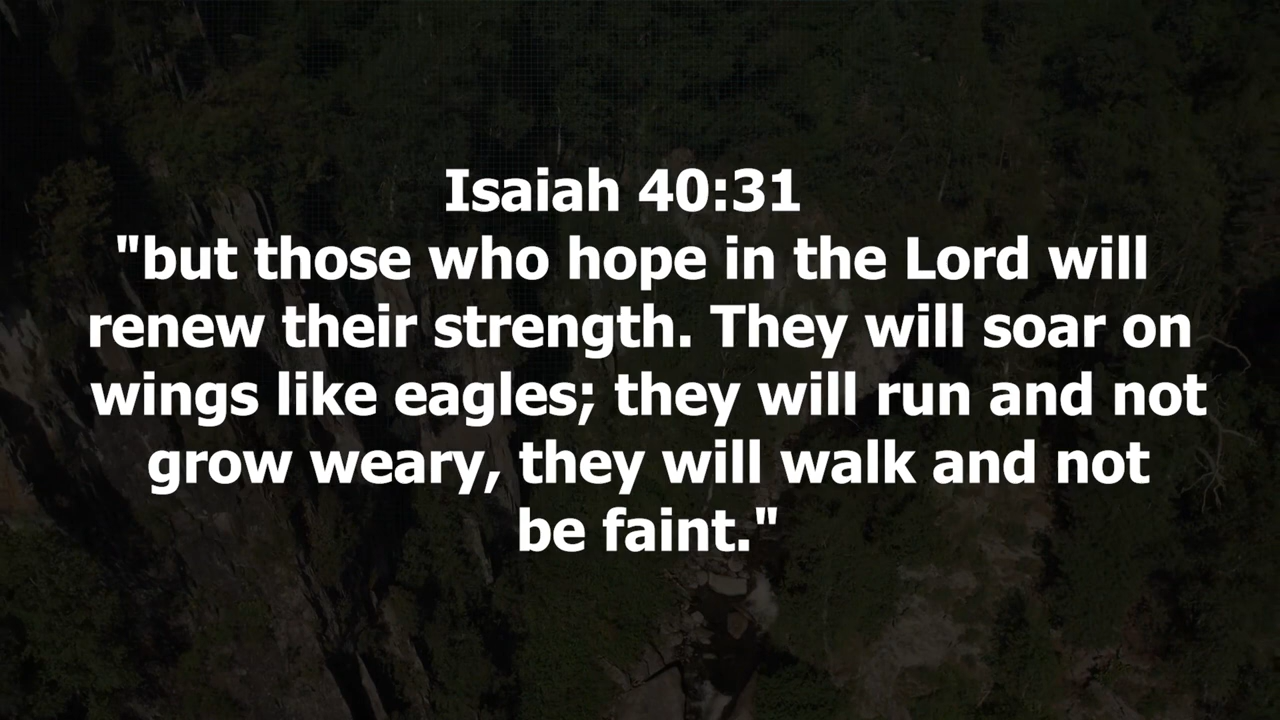 Isaiah 40:31
"but those who hope in the Lord will
renew their strength. They will soar on
wings like eagles; they will run and not
grow weary, they will walk and not
be faint."